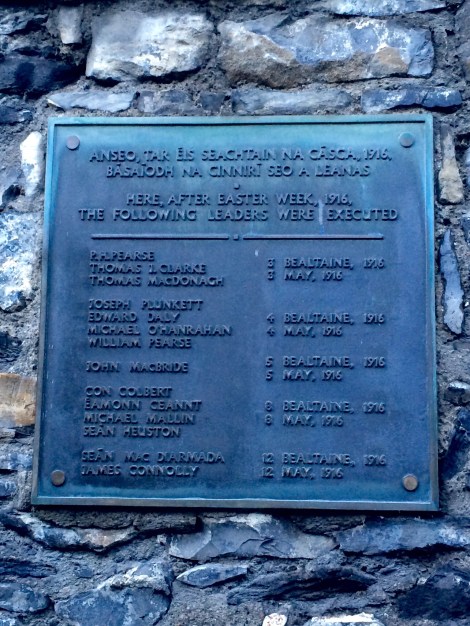 ANSEO, TAR ÉIS SEACHTAIN NA CÁSCA, 1916,
BÁSAÍODH NA CINNIRÍ SEO A LEANAS
HERE, AFTER EASTER WEEK, 1916,
THE FOLLOWING LEADERS WERE EXECUTED
P.H. PEARSE 3 BEALTAINE, 1916
THOMAS J. CLARKE 3 MAY, 1916
THOMAS MACDONAGH
JOSEPH PLUNKETT
EDWARD DALY 4 BEALTAINE, 1916
MICHAEL O'HANRAHAN 4 MAY, 1916
WILLIAM PEARSE
JOHN MACBRIDE 5 BEALTAINE, 1916
5 MAY, 1916
CON COLBERT
ÉAMONN CEANNT 8 BEALTAINE, 1916
MICHAEL MALLIN 8 MAY, 1916
SEÁN HEUSTON
SEÁN MAC DIARMADA 12 BEALTAINE, 1916
JAMES CONNOLLY 12 MAY, 1916